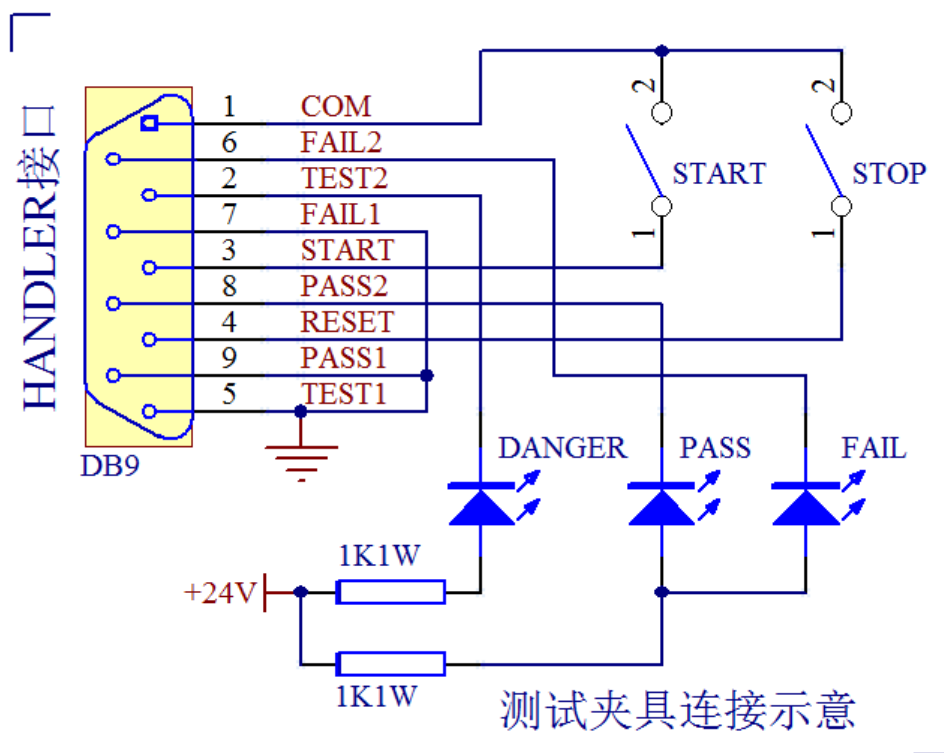 HANDLER接口
1 COM
6 FAIL2
2 TEST2
7 FAIL1
3 START
8 PASS2
4 RESET
9 PASS1
5 TEST1
DB9
2
START
1
2
STOP
1
DANGER
PASS
FAIL
1K1W
+24V
1K1W
测试夹具连接示意